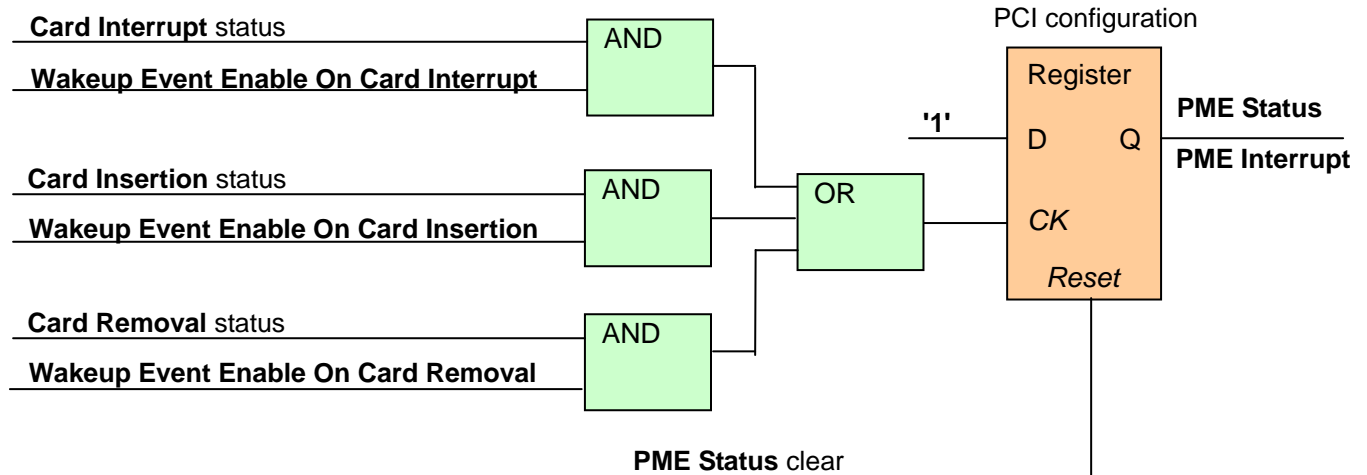 Card Interrupt status
Wakeup Event Enable On Card Interrupt
AND
Card Insertion status
Wakeup Event Enable On Card Insertion
AND
Card Removal status
Wakeup Event Enable On Card Removal
AND
OR
PCI configuration
Register
'1'
D
Q
CK
Reset
PME Status
PME Interrupt
PME Status clear